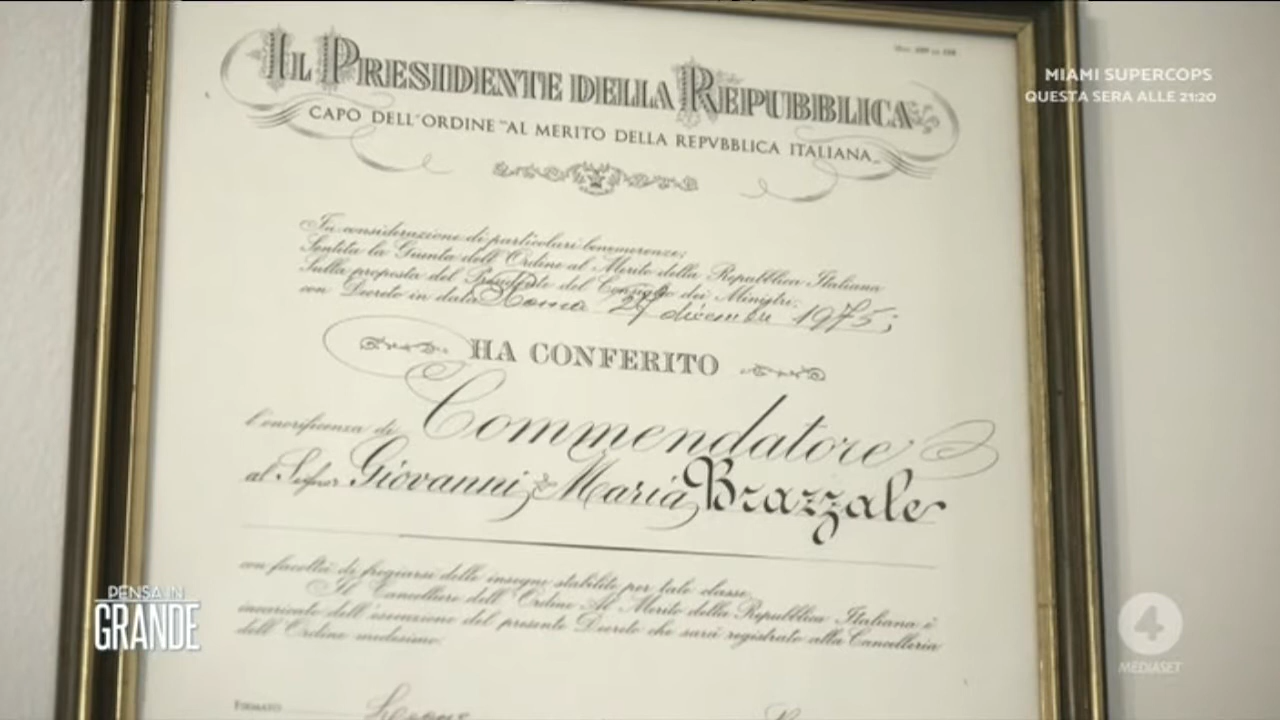 IL PRESIDENTE DELLA REPUBBLICA
CAPO DELL'ORDINE "AL MERITO DELLA REPVBBLICA ITALIANA„
MIAMI SUPERCOPS
QUESTA SERA ALLE 21:20
In considerazione di particolari benemerenze;
Sentita la Giunta dell'Ordine al Merito della Repubblica Italiana
Sulla proposta del Presidente del Consiglio dei Ministri;
con Decreto in data Roma 27 dicembre 1975;
HA CONFERITO
l'onorificenza di Commendatore
al Signor Giovanni Maria Brazzale
con facoltà di fregiarsi delle insegne stabilite per tale classe.
Il Cancelliere dell'Ordine Al Merito della Repubblica Italiana è
incaricato dell'esecuzione del presente Decreto che sarà registrato alla Cancelleria
dell'Ordine medesimo.
FIRMATO
PENSA IN
GRANDE
4
MEDIASET